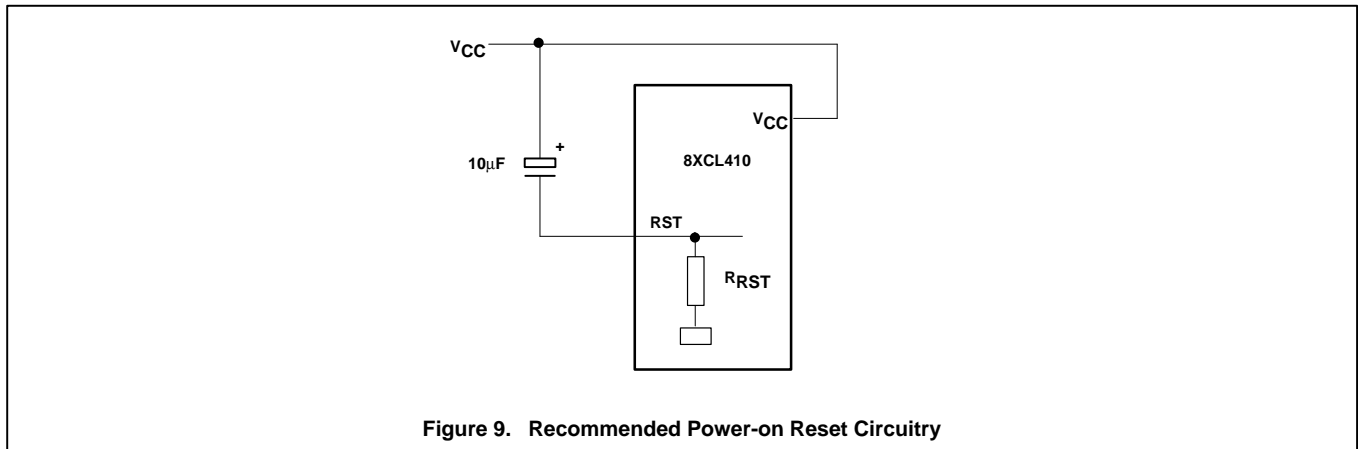 VCC
VCC
+
10µF
8XCL410
RST
RRST
Figure 9. Recommended Power-on Reset Circuitry